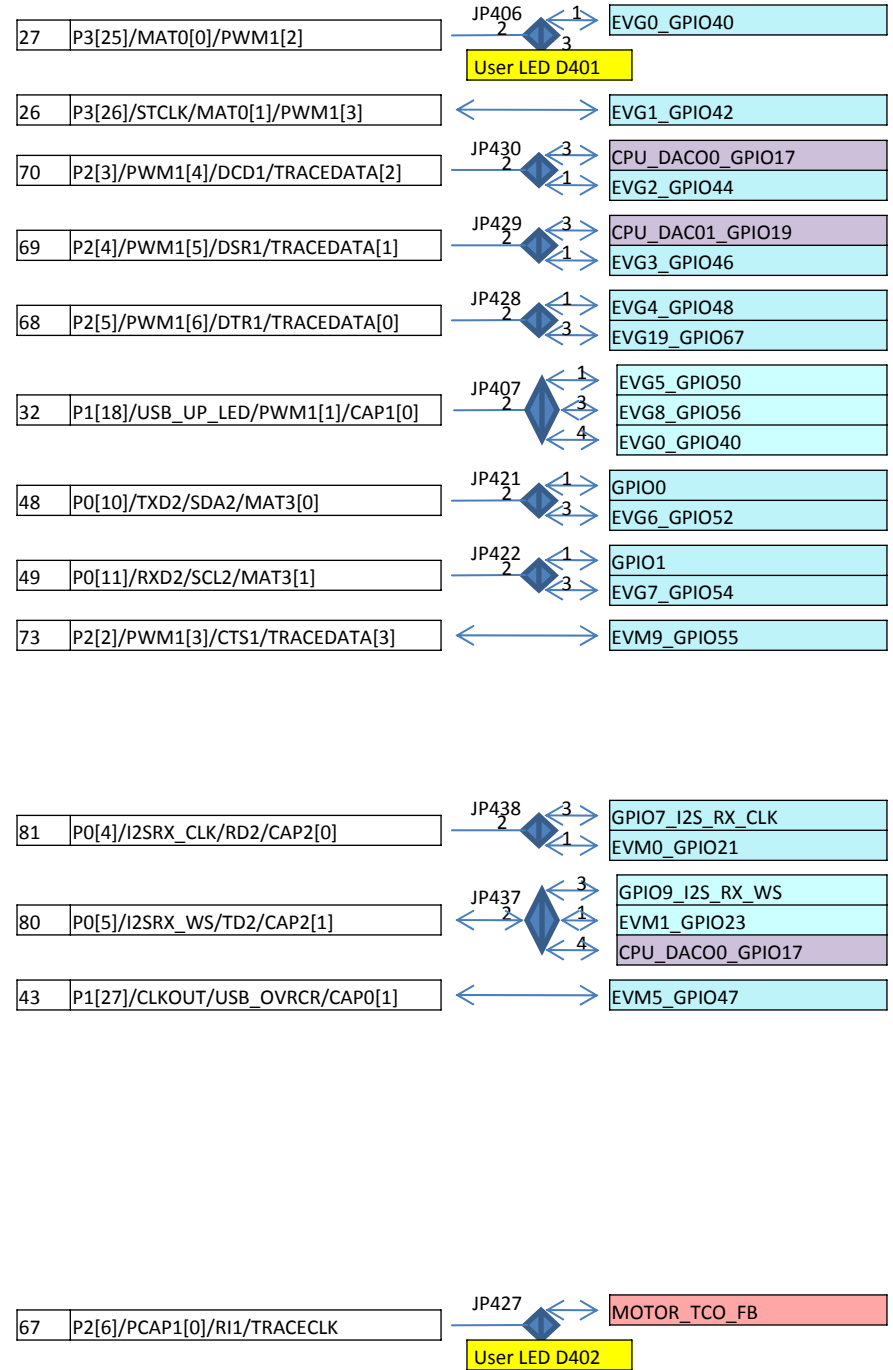 JP406 1 EVG0_GPIO40
27 P3[25]/MAT0[0]/PWM1[2] 2 3
User LED D401
26 P3[26]/STCLK/MAT0[1]/PWM1[3] EVG1_GPIO42
JP430 3 CPU_DACO0_GPIO17
70 P2[3]/PWM1[4]/DCD1/TRACEDATA[2] 2 1 EVG2_GPIO44
JP429 3 CPU_DAC01_GPIO19
69 P2[4]/PWM1[5]/DSR1/TRACEDATA[1] 2 1 EVG3_GPIO46
JP428 1 EVG4_GPIO48
68 P2[5]/PWM1[6]/DTR1/TRACEDATA[0] 2 3 EVG19_GPIO67
1 EVG5_GPIO50
JP407
32 P1[18]/USB_UP_LED/PWM1[1]/CAP1[0] 2 3 EVG8_GPIO56
4 EVG0_GPIO40
JP421 1 GPIO0
48 P0[10]/TXD2/SDA2/MAT3[0] 2 3 EVG6_GPIO52
JP422 1 GPIO1
49 P0[11]/RXD2/SCL2/MAT3[1] 2 3 EVG7_GPIO54
73 P2[2]/PWM1[3]/CTS1/TRACEDATA[3] EVM9_GPIO55
JP438 3 GPIO7_I2S_RX_CLK
81 P0[4]/I2SRX_CLK/RD2/CAP2[0] 2 1 EVM0_GPIO21
3 GPIO9_I2S_RX_WS
JP437
80 P0[5]/I2SRX_WS/TD2/CAP2[1] 2 1 EVM1_GPIO23
4 CPU_DACO0_GPIO17
43 P1[27]/CLKOUT/USB_OVRCR/CAP0[1] EVM5_GPIO47
JP427 MOTOR_TCO_FB
67 P2[6]/PCAP1[0]/RI1/TRACECLK
User LED D402